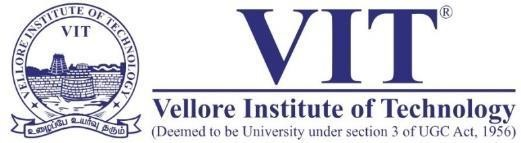 VELLORE INSTITUTE OF TECHNOLOGY
VIT
உழைப்பே உயர்வு தரும்
VIT®
Vellore Institute of Technology
(Deemed to be University under section 3 of UGC Act, 1956)